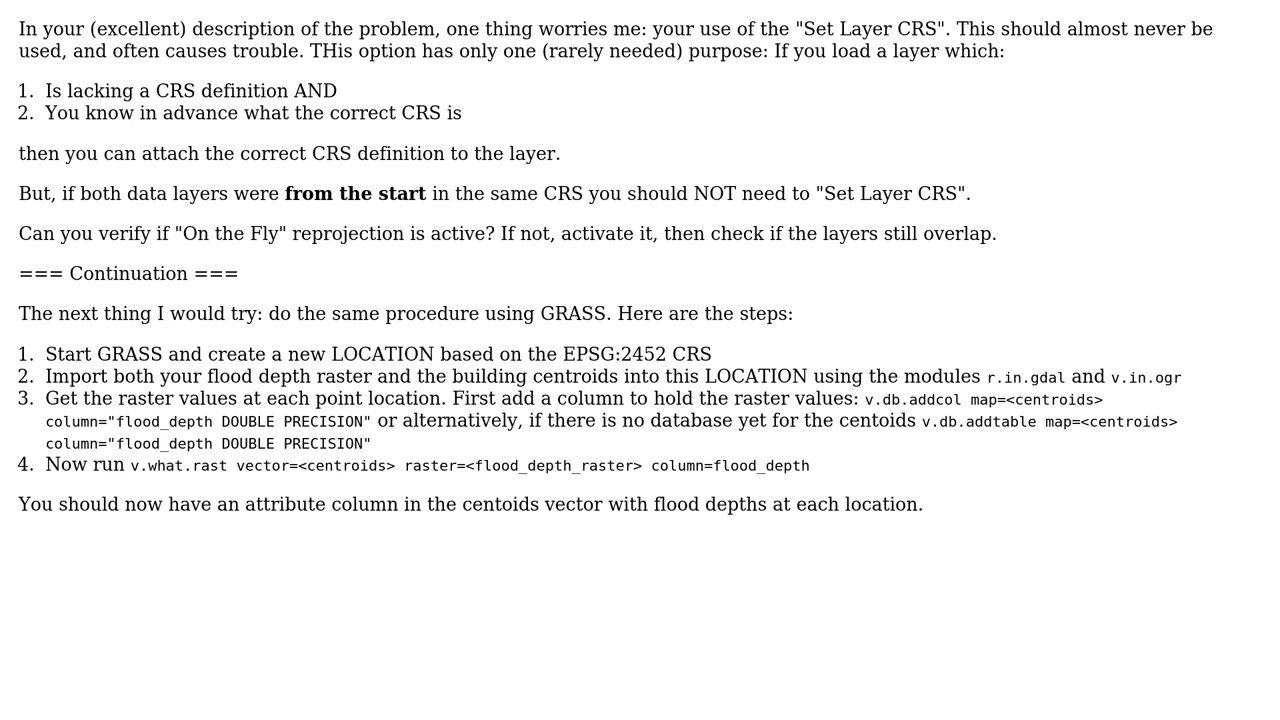 In your (excellent) description of the problem, one thing worries me: your use of the "Set Layer CRS". This should almost never be
used, and often causes trouble. THis option has only one (rarely needed) purpose: If you load a layer which:
1. Is lacking a CRS definition AND
2. You know in advance what the correct CRS is
then you can attach the correct CRS definition to the layer.
But, if both data layers were from the start in the same CRS you should NOT need to "Set Layer CRS".
Can you verify if "On the Fly" reprojection is active? If not, activate it, then check if the layers still overlap.
=== Continuation ===
The next thing I would try: do the same procedure using GRASS. Here are the steps:
1. Start GRASS and create a new LOCATION based on the EPSG:2452 CRS
2. Import both your flood depth raster and the building centroids into this LOCATION using the modules r.in.gdal and v.in.ogr
3. Get the raster values at each point location. First add a column to hold the raster values: v.db.addcol map=<centroids>
column="flood_depth DOUBLE PRECISION" or alternatively, if there is no database yet for the centoids v.db.addtable map=<centroids>
column="flood_depth DOUBLE PRECISION"
4. Now run v.what.rast vector=<centroids> raster=<flood_depth_raster> column=flood_depth
You should now have an attribute column in the centoids vector with flood depths at each location.